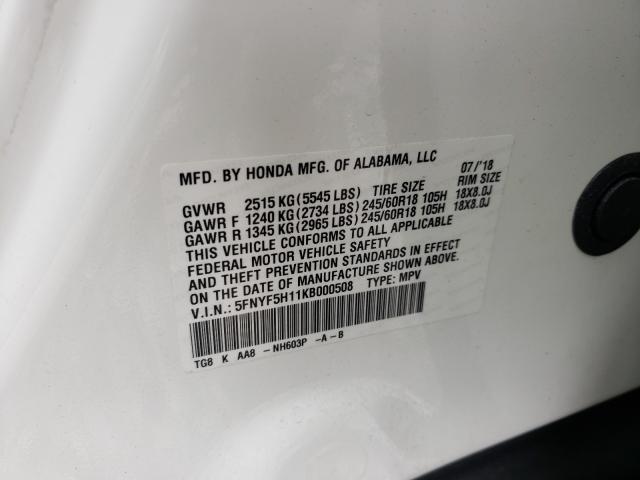 MFD. BY HONDA MFG. OF ALABAMA, LLC 07/'18
GVWR 2515 KG(5545 LBS) TIRE SIZE RIM SIZE
GAWR F 1240 KG(2734 LBS)245/60R18 105H 18X8.0J
GAWR R 1345 KG(2965 LBS)245/60R18 105H 18X8.0J
THIS VEHICLE CONFORMS TO ALL APPLICABLE
FEDERAL MOTOR VEHICLE SAFETY
AND THEFT PREVENTION STANDARDS IN EFFECT
ON THE DATE OF MANUFACTURE SHOWN ABOVE.
V.I.N.: 5FNYF5H11KB000508 TYPE: MPV
TG8 K AA8 -NH603P -A-B